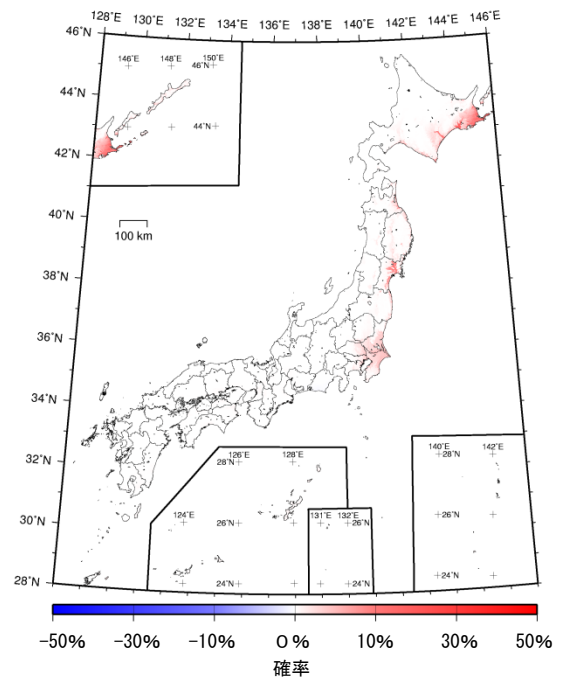 128°E 130°E 132°E 134°E 136°E 138°E 140°E 142°E 144°E 146°E
46°N
146°E 148°E 150°E
46°N
44°N
44°N
42°N
40°N
100 km
38°N
36°N
34°N
32°N
126°E 128°E
28°N
140°E 142°E
28°N
30°N
124°E
26°N
131°E 132°E
26°N
26°N
28°N
24°N
24°N
24°N
-50% -30% -10% 0% 10% 30% 50%
確率